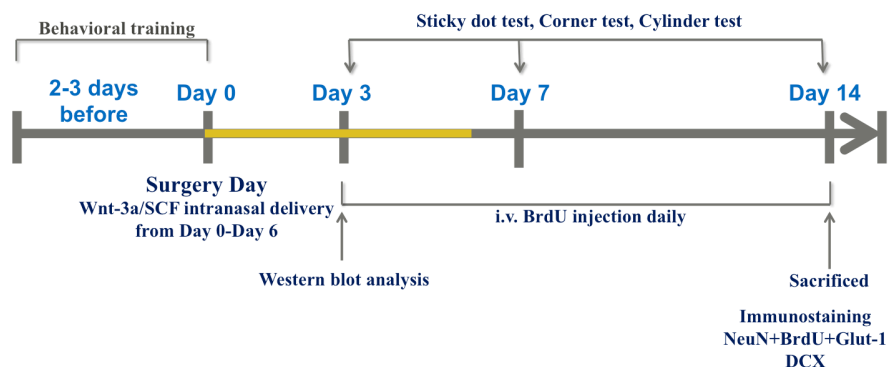 Behavioral training
Sticky dot test, Corner test, Cylinder test
2-3 days
before
Day 0
Day 3
Day 7
Day 14
Surgery Day
Wnt-3a/SCF intranasal delivery
from Day 0-Day 6
i.v. BrdU injection daily
Western blot analysis
Sacrificed
Immunostaining
NeuN+BrdU+Glut-1
DCX